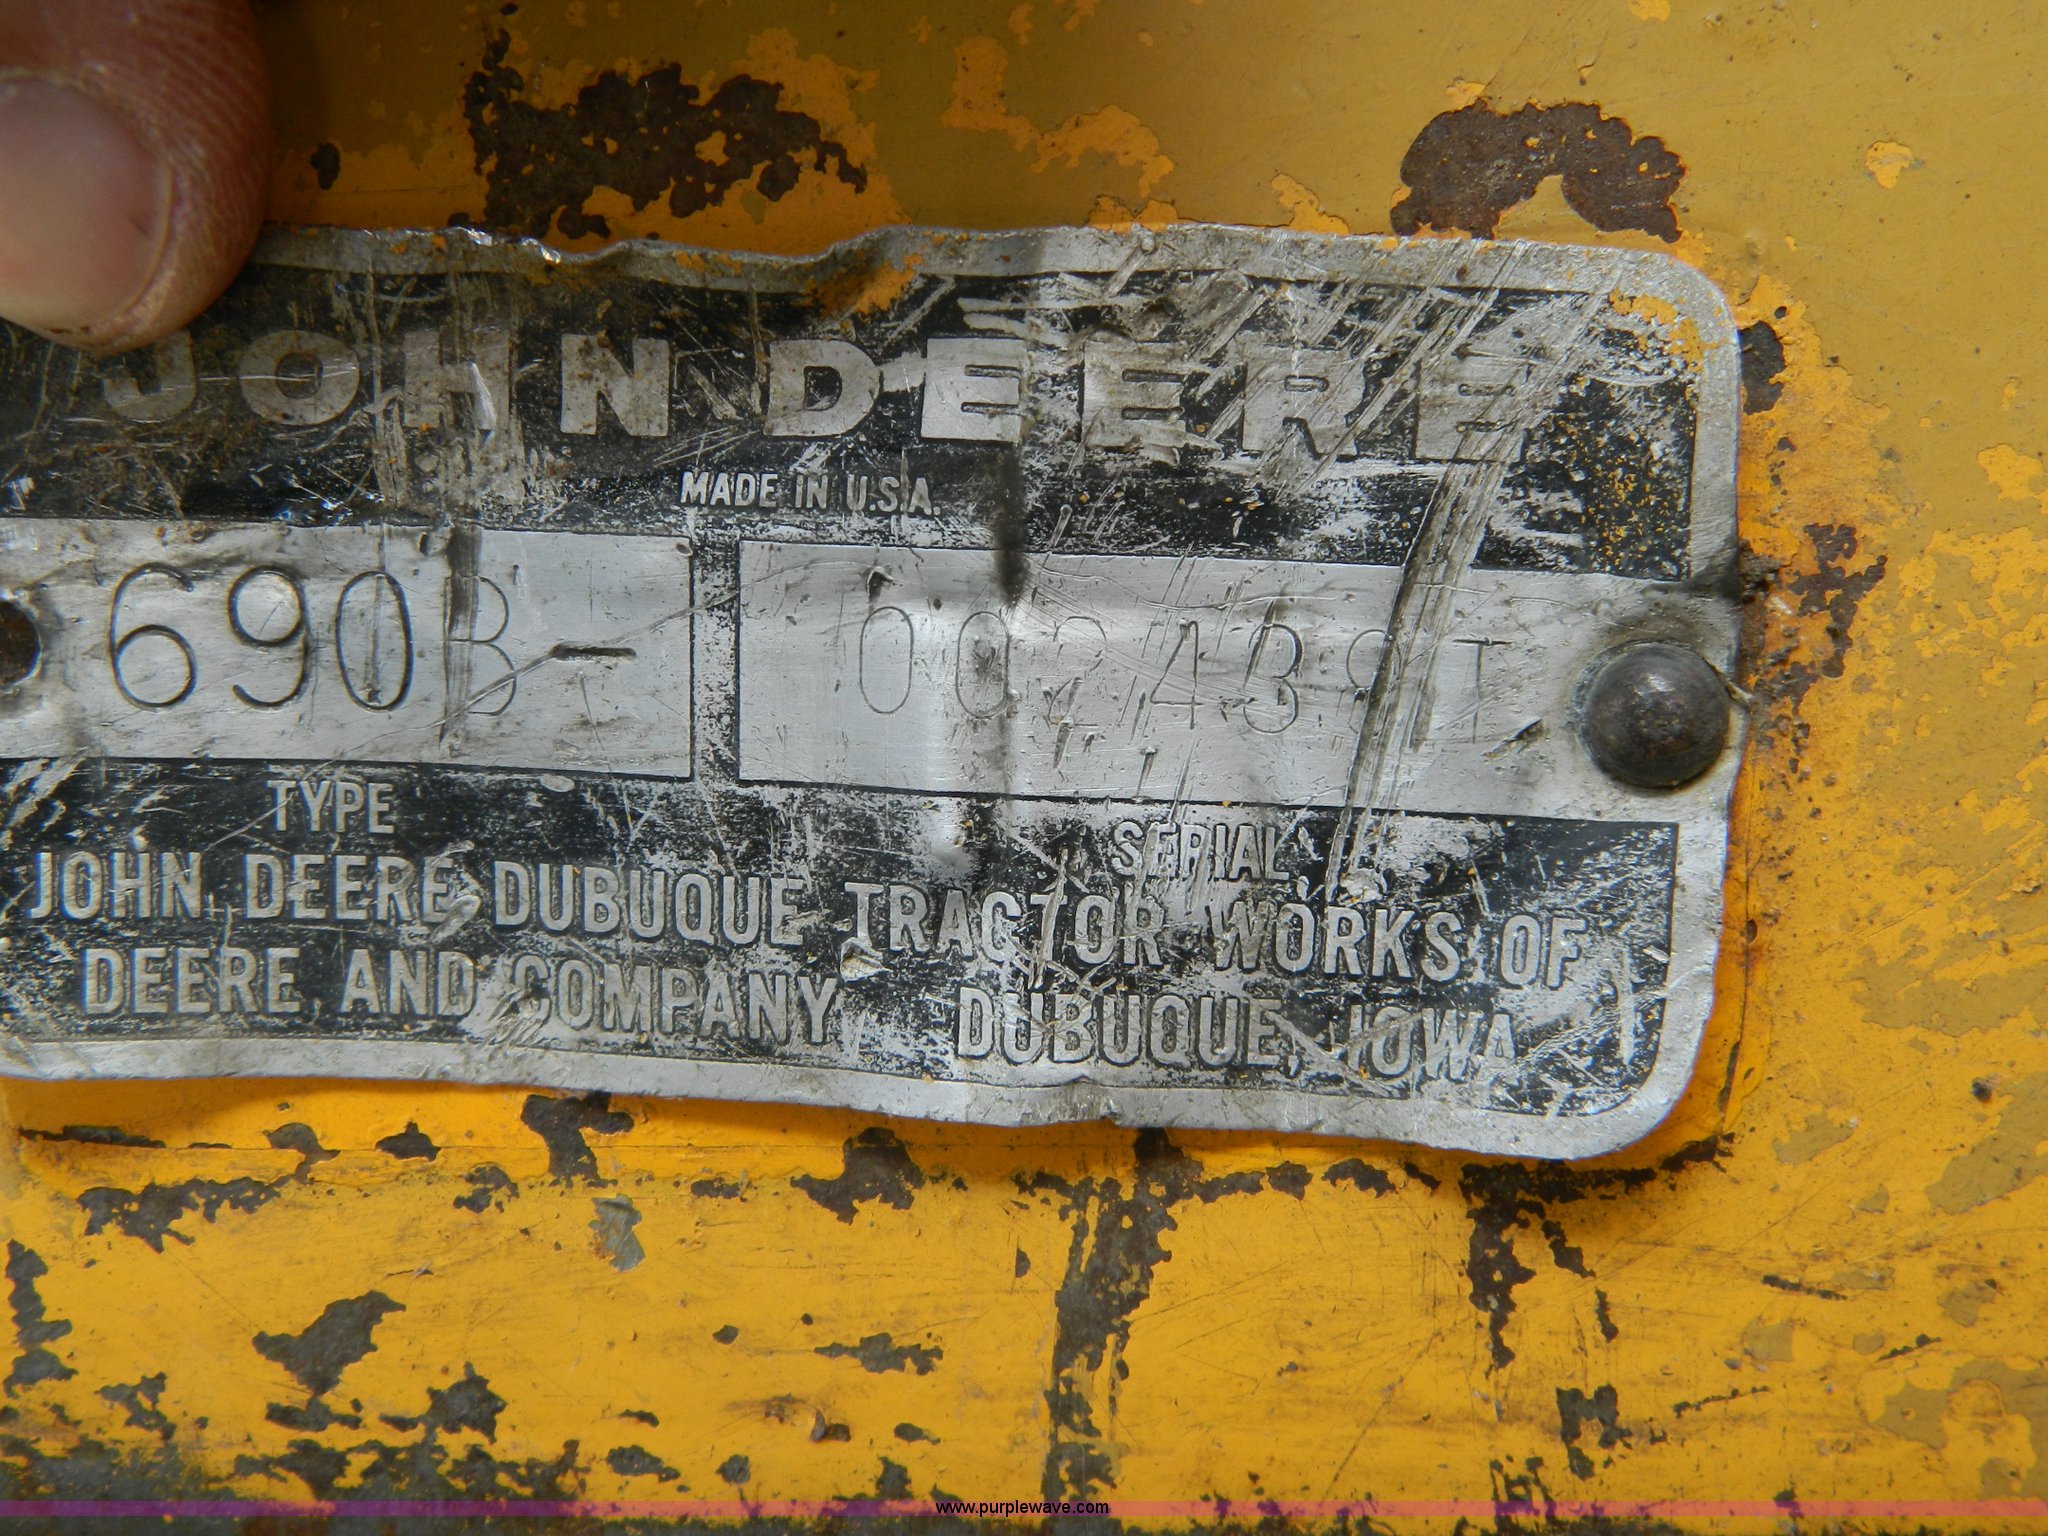 JOHN DEERE
MADE IN U.S.A.
690B-
TYPE
SERIAL
JOHN DEERE DUBUQUE TRACTOR WORKS OF
DEERE AND COMPANY DUBUQUE, IOWA
www.purplewave.com